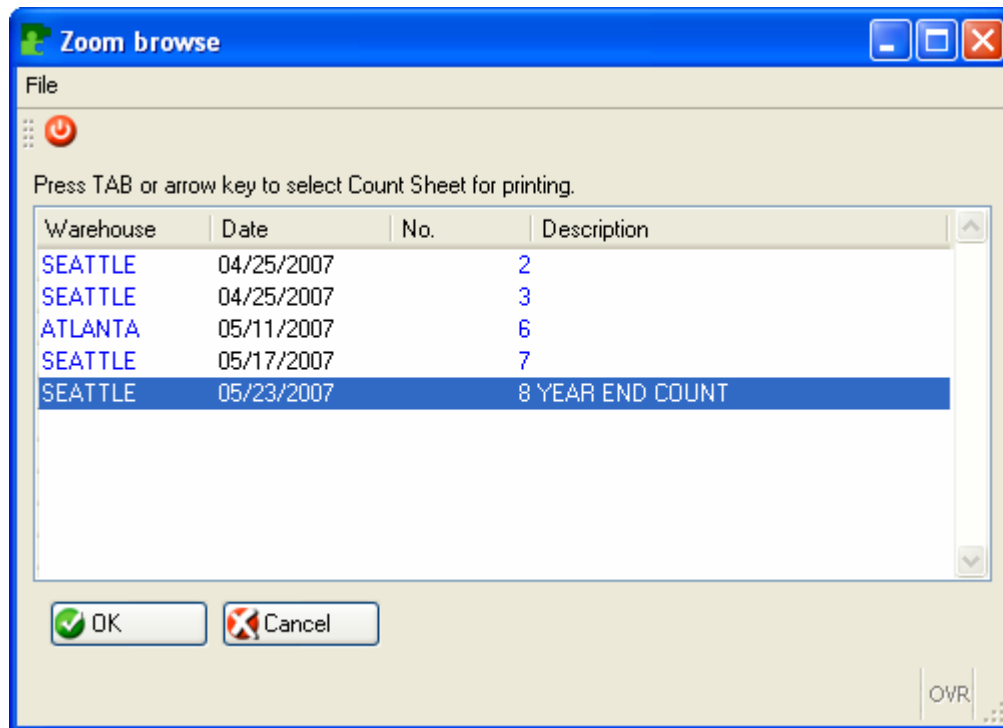 Zoom browse
File
Press TAB or arrow key to select Count Sheet for printing.
Warehouse Date No. Description
SEATTLE 04/25/2007 2
SEATTLE 04/25/2007 3
ATLANTA 05/11/2007 6
SEATTLE 05/17/2007 7
SEATTLE 05/23/2007 8 YEAR END COUNT
OK Cancel
OVR